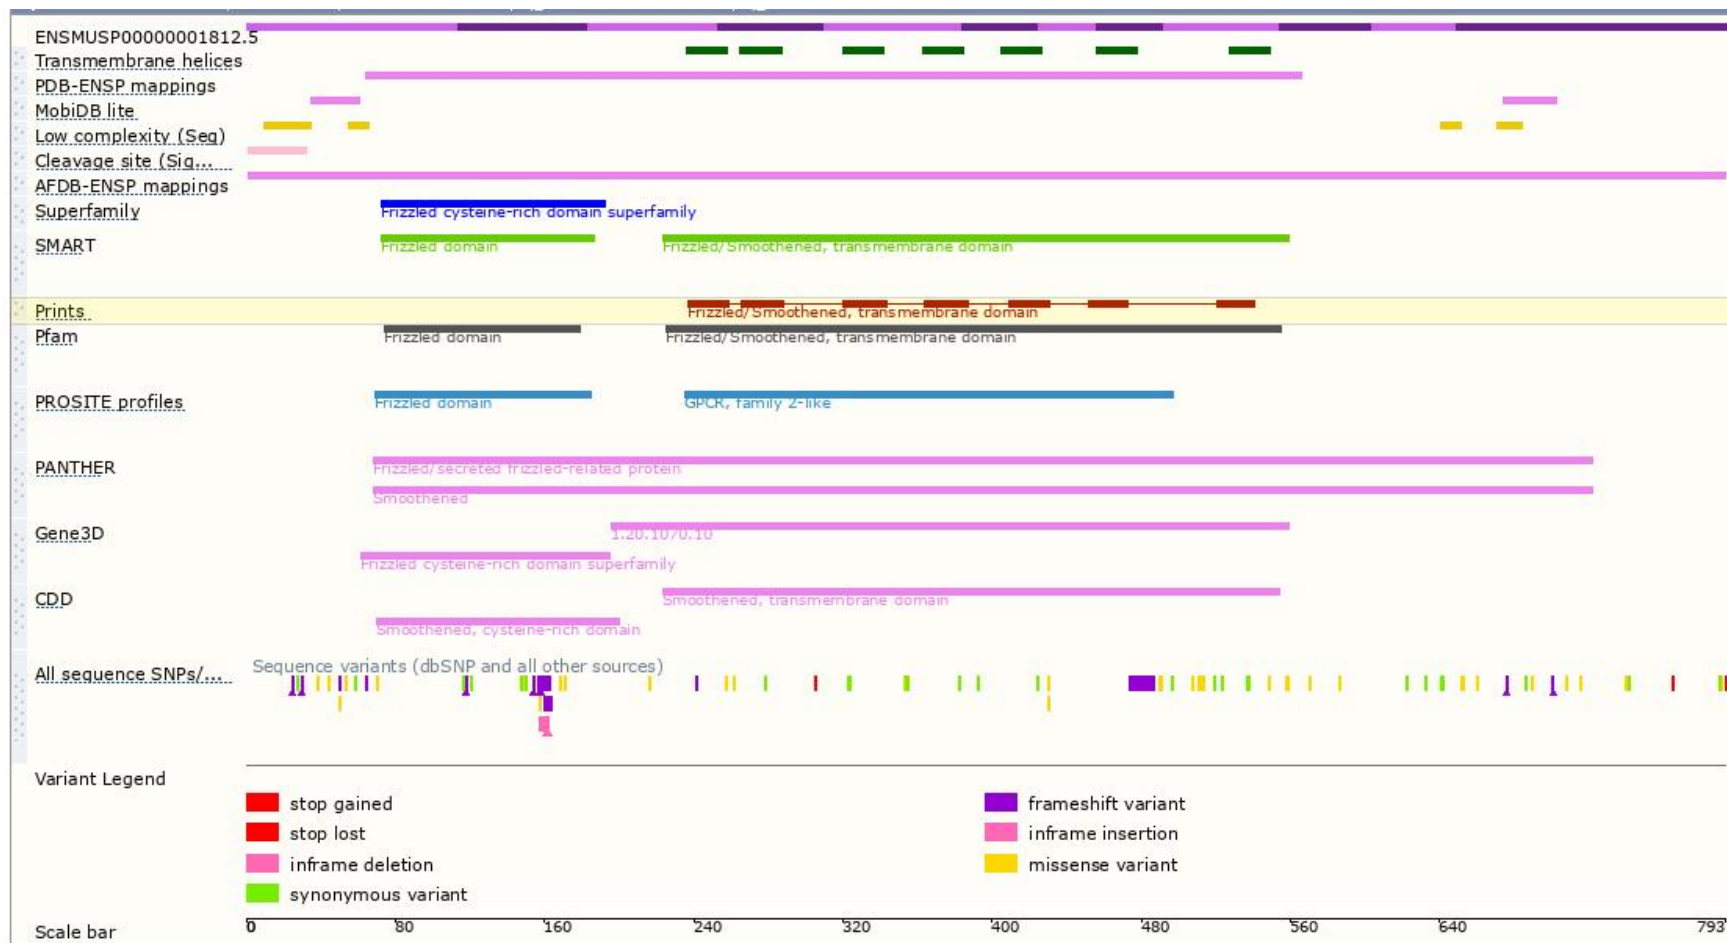 ENSMUSP00000001812.5
Transmembrane helices
PDB-ENSP mappings
MobiDB lite
Low complexity (Seg)
Cleavage site (Sig...
AFDB-ENSP mappings
Superfamily
Frizzled cysteine-rich domain superfamily
SMART
Frizzled domain Frizzled/Smoothened, transmembrane domain
Prints
Frizzled/Smoothened, transmembrane domain
Pfam
Frizzled domain Frizzled/Smoothened, transmembrane domain
PROSITE profiles
Frizzled domain GPCR, family 2-like
PANTHER
Frizzled/secreted frizzled-related protein
Smoothened
Gene3D
1.20.1070.10
Frizzled cysteine-rich domain superfamily
CDD
Smoothened, transmembrane domain
Smoothened, cysteine-rich domain
All sequence SNPs/...
Sequence variants (dbSNP and all other sources)
Variant Legend
stop gained frameshift variant
stop lost inframe insertion
inframe deletion missense variant
synonymous variant
Scale bar 0 80 160 240 320 400 480 560 640 793